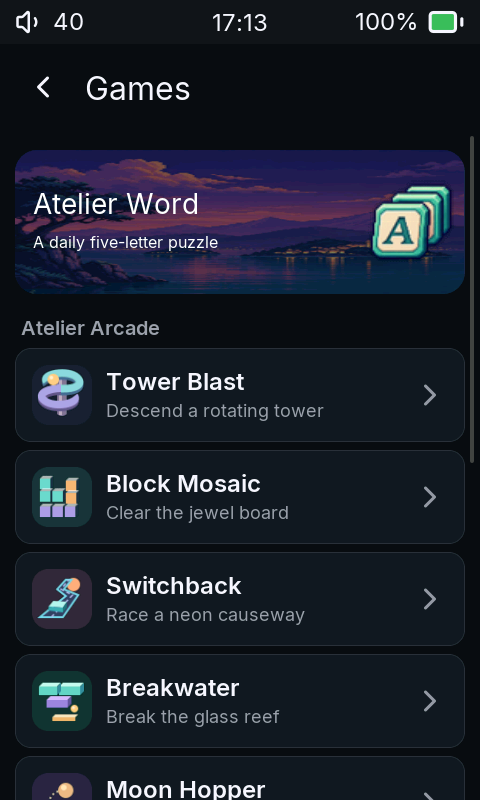 40
17:13
100%
Games
Atelier Word
A daily five-letter puzzle
A
Atelier Arcade
Tower Blast
Descend a rotating tower
Block Mosaic
Clear the jewel board
Switchback
Race a neon causeway
Breakwater
Break the glass reef
Moon Hopper